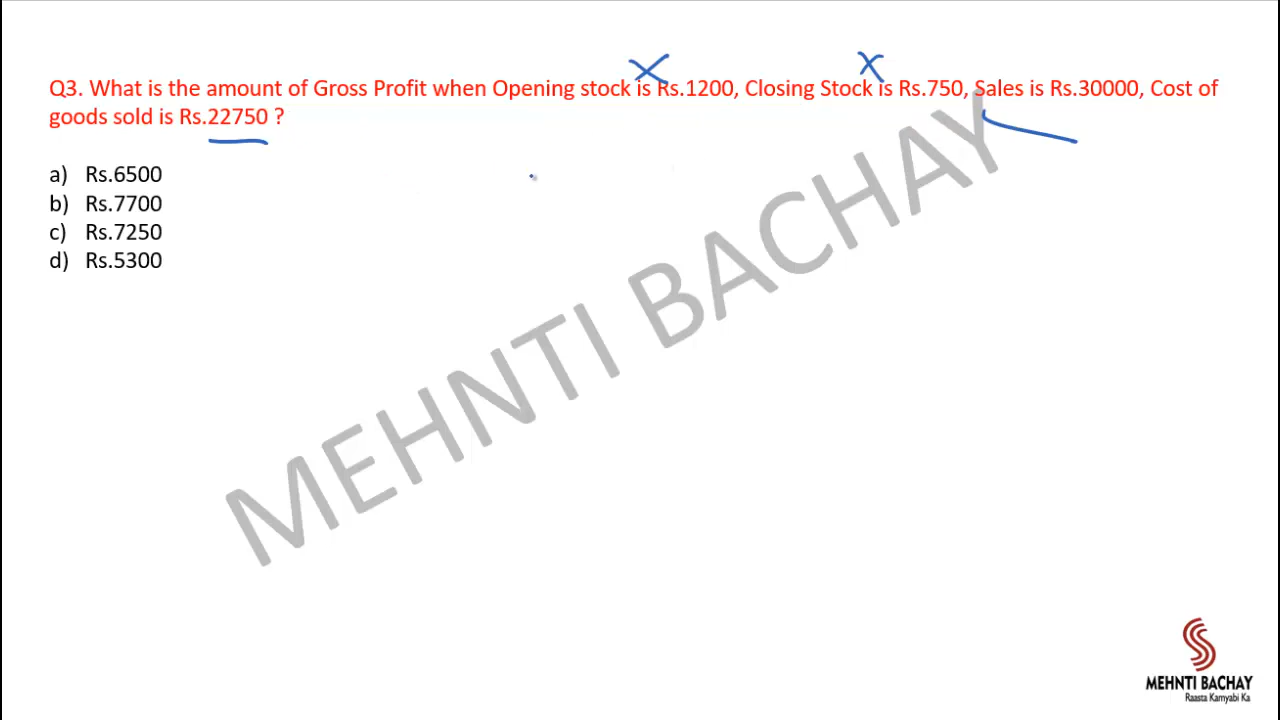 Q3. What is the amount of Gross Profit when Opening stock is Rs.1200, Closing Stock is Rs.750, Sales is Rs.30000, Cost of
goods sold is Rs.22750 ?
a) Rs.6500
b) Rs.7700
c) Rs.7250
d) Rs.5300
MEHNTI BACHAY
MEHNTI BACHAY
Raasta Kamyabi Ka